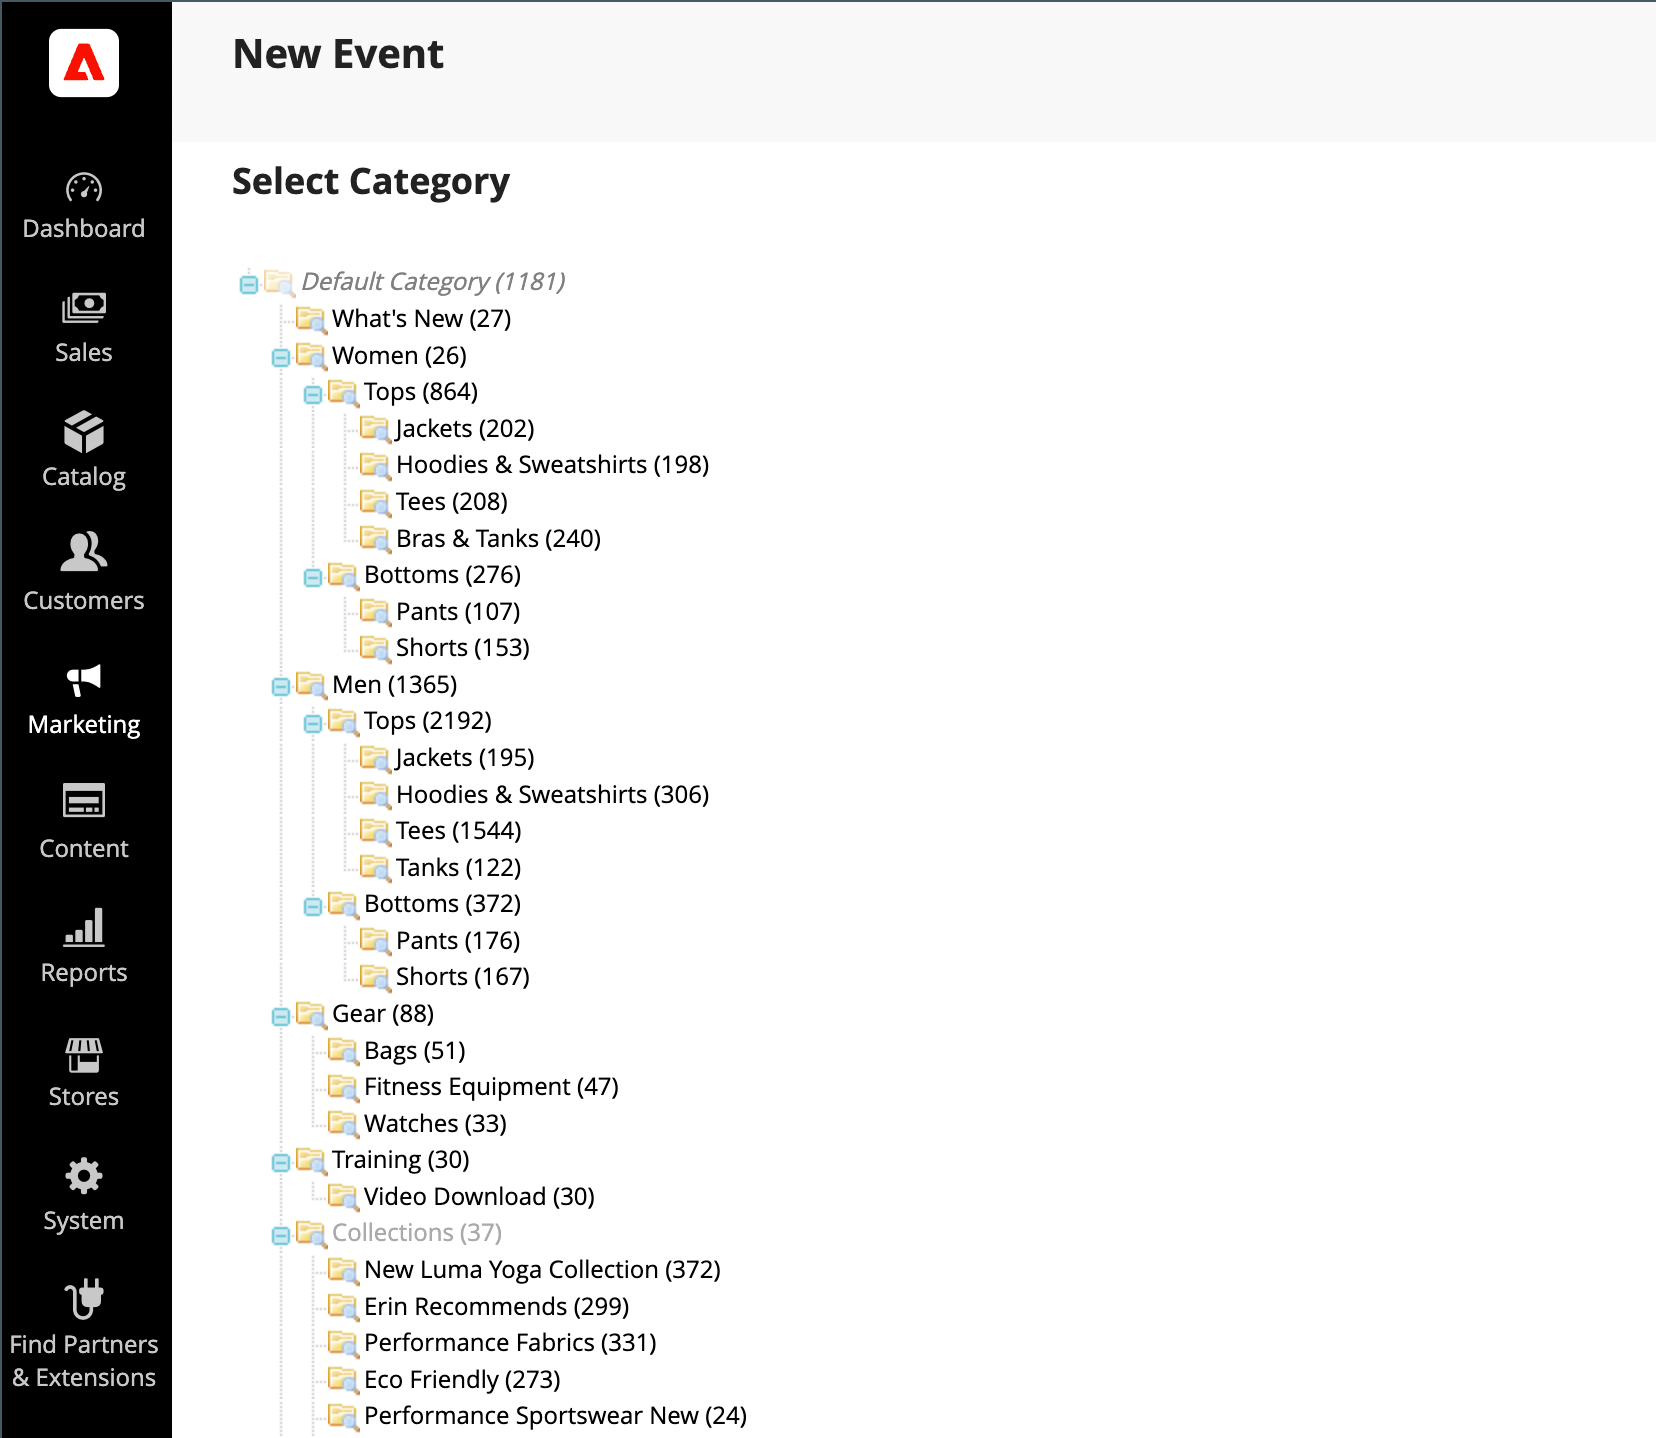 New Event
Select Category
Dashboard
Sales
Catalog
Customers
Marketing
Content
Reports
Stores
System
Find Partners
& Extensions
Default Category (1181)
What's New (27)
Women (26)
Tops (864)
Jackets (202)
Hoodies & Sweatshirts (198)
Tees (208)
Bras & Tanks (240)
Bottoms (276)
Pants (107)
Shorts (153)
Men (1365)
Tops (2192)
Jackets (195)
Hoodies & Sweatshirts (306)
Tees (1544)
Tanks (122)
Bottoms (372)
Pants (176)
Shorts (167)
Gear (88)
Bags (51)
Fitness Equipment (47)
Watches (33)
Training (30)
Video Download (30)
Collections (37)
New Luma Yoga Collection (372)
Erin Recommends (299)
Performance Fabrics (331)
Eco Friendly (273)
Performance Sportswear New (24)